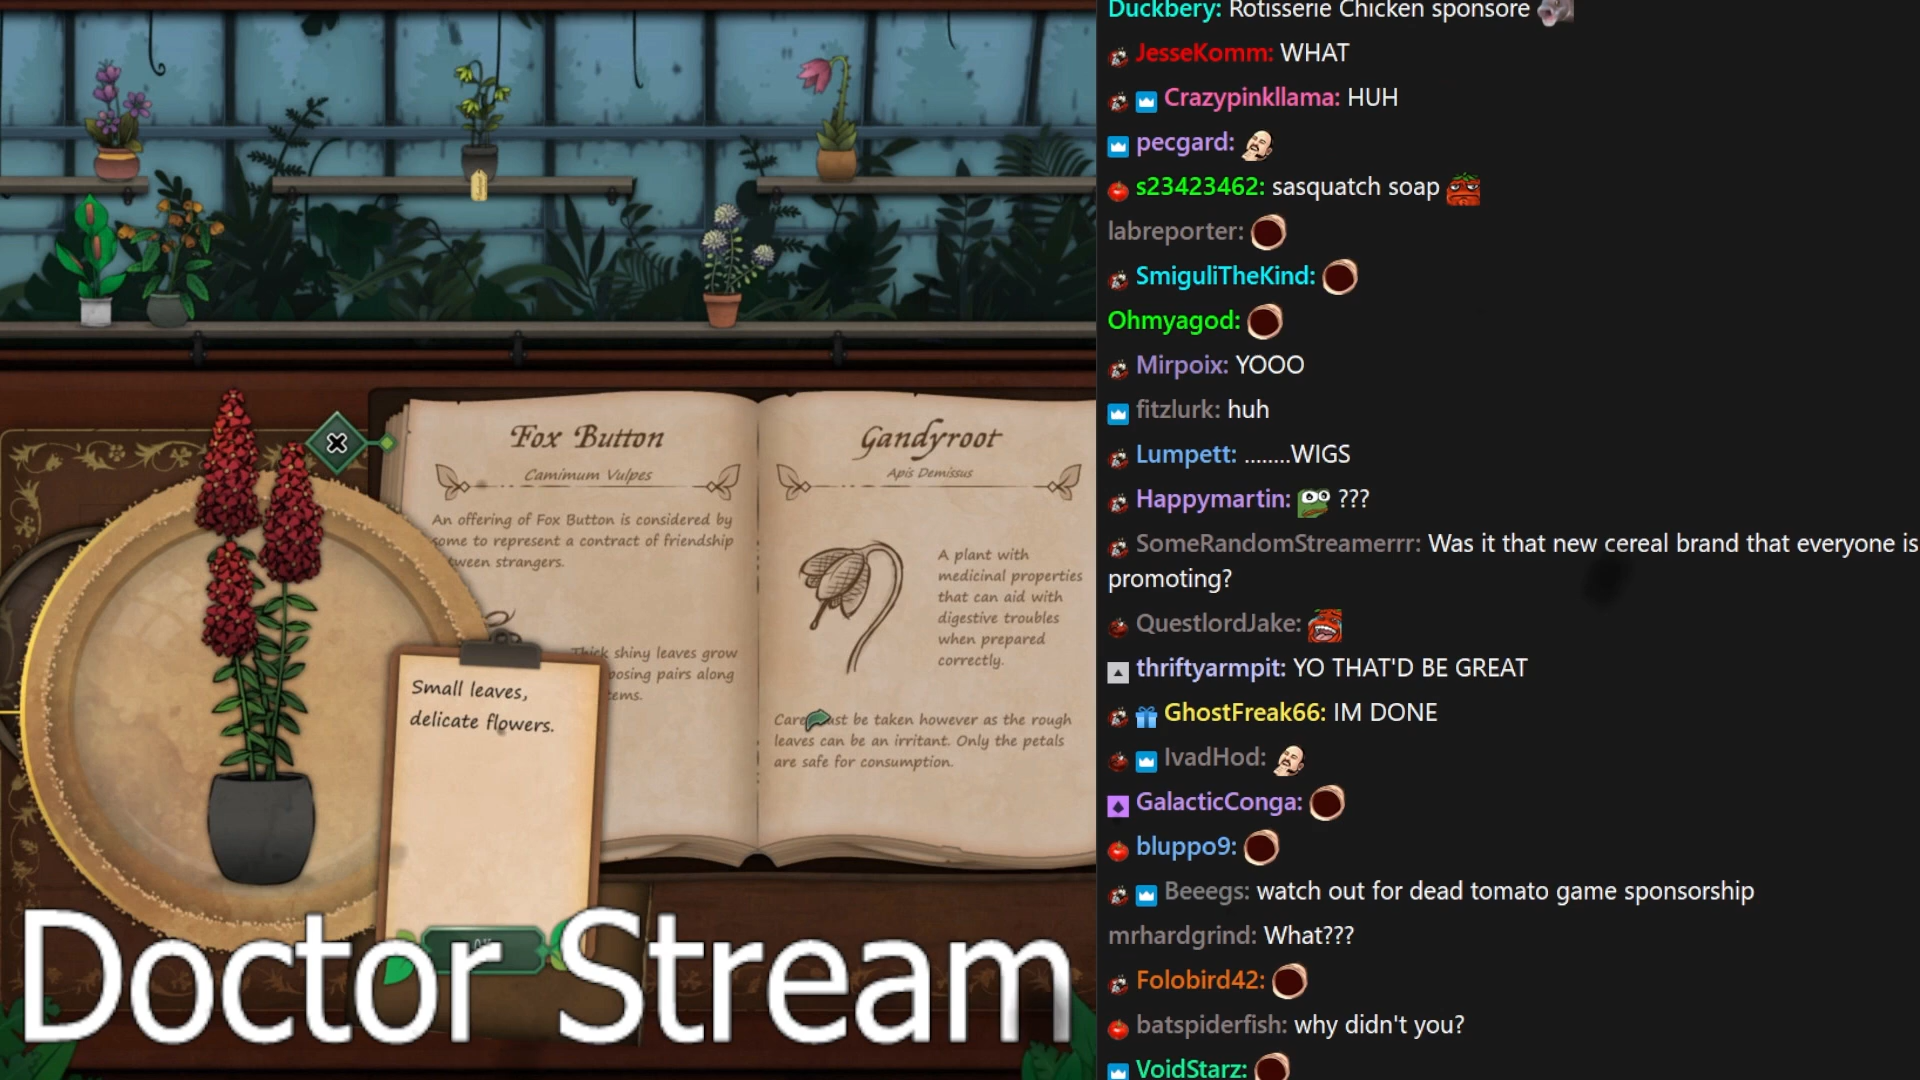 Fox Button
Camimum Vulpes
An offering of Fox Button is considered by
some to represent a contract of friendship
tween strangers.
Thick shiny leaves grow
posing pairs along
tems.
Gandyroot
Apis Demissus
A plant with
medicinal properties
that can aid with
digestive troubles
when prepared
correctly.
Care ust be taken however as the rough
leaves can be an irritant. Only the petals
are safe for consumption.
Small leaves,
delicate flowers.
Doctor Stream
Duckbery: Rotisserie Chicken sponsore
JesseKomm: WHAT
Crazypinkllama: HUH
pecgard:
s23423462: sasquatch soap
labreporter:
SmiguliTheKind:
Ohmyagod:
Mirpoix: YOOO
fitzlurk: huh
Lumpett: ........WIGS
Happymartin: ???
SomeRandomStreamerrr: Was it that new cereal brand that everyone is
promoting?
QuestlordJake:
thriftyarmpit: YO THAT'D BE GREAT
GhostFreak66: IM DONE
IvadHod:
GalacticConga:
bluppo9:
Beeegs: watch out for dead tomato game sponsorship
mrhardgrind: What???
Folobird42:
batspiderfish: why didn't you?
VoidStarz: